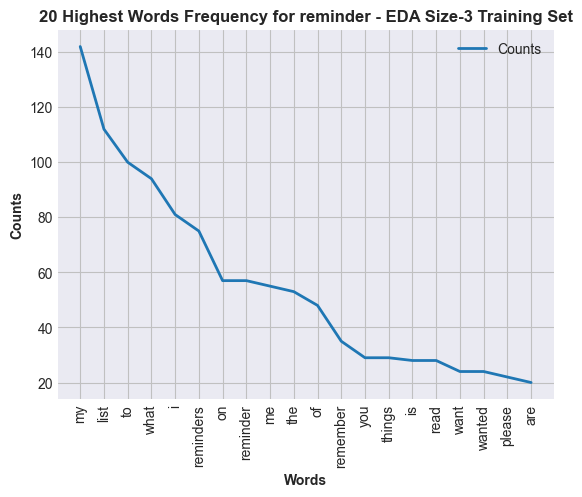 20 Highest Words Frequency for reminder - EDA Size-3 Training Set
Counts
140
120
100
80
60
40
20
Counts
my
list
to
what
i
reminders
on
reminder
me
the
of
remember
you
things
is
read
want
wanted
please
are
Words